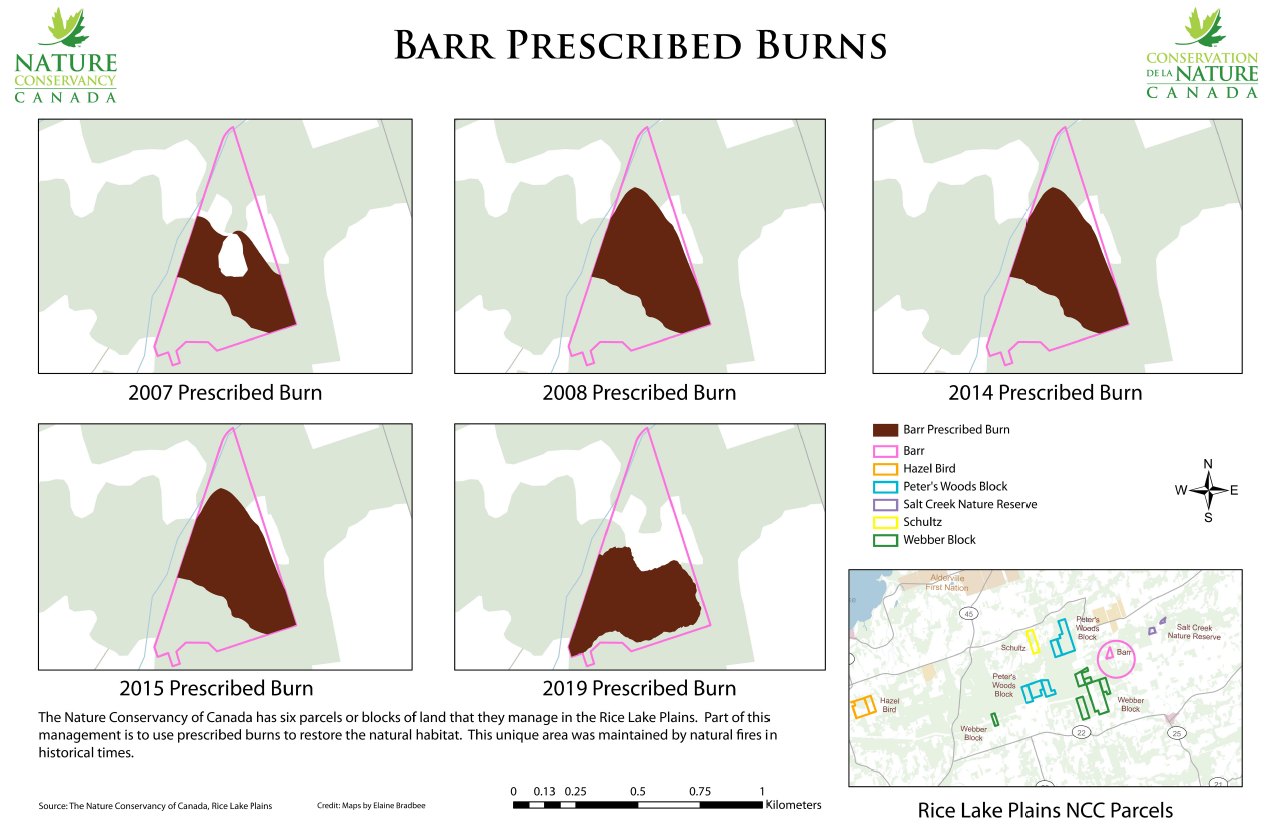 NATURE
CONSERVANCY
CANADA
BARR PRESCRIBED BURNS
CONSERVATION
DE LA NATURE
CANADA
2007 Prescribed Burn
2008 Prescribed Burn
2014 Prescribed Burn
2015 Prescribed Burn
2019 Prescribed Burn
Barr Prescribed Burn
Barr
Hazel Bird
Peter's Woods Block
Salt Creek Nature Reserve
Schultz
Webber Block
N
W E
S
Alderville
First Nation
45
Peter's
Woods
Block
Salt Creek
Nature Reserve
Schultz
Barr
Peter's
Woods
Block
Hazel
Bird
Webber
Block
Webber
Block
22
25
21
Rice Lake Plains NCC Parcels
The Nature Conservancy of Canada has six parcels or blocks of land that they manage in the Rice Lake Plains. Part of this
management is to use prescribed burns to restore the natural habitat. This unique area was maintained by natural fires in
historical times.
Source: The Nature Conservancy of Canada, Rice Lake Plains
Credit: Maps by Elaine Bradbee
0 0.13 0.25 0.5 0.75 1
Kilometers